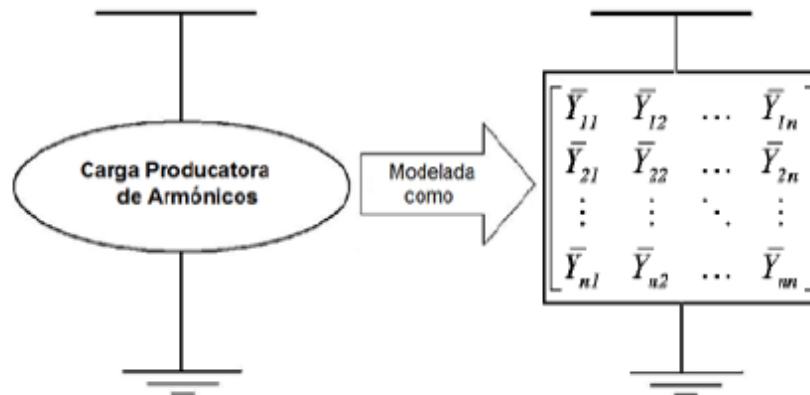 Carga Producatora
de Armónicos
Modelada
como
Ȳ11 Ȳ12 ... Ȳ1n
Ȳ21 Ȳ22 ... Ȳ2n
⋮ ⋮ ⋱ ⋮
Ȳn1 Ȳn2 ... Ȳnn